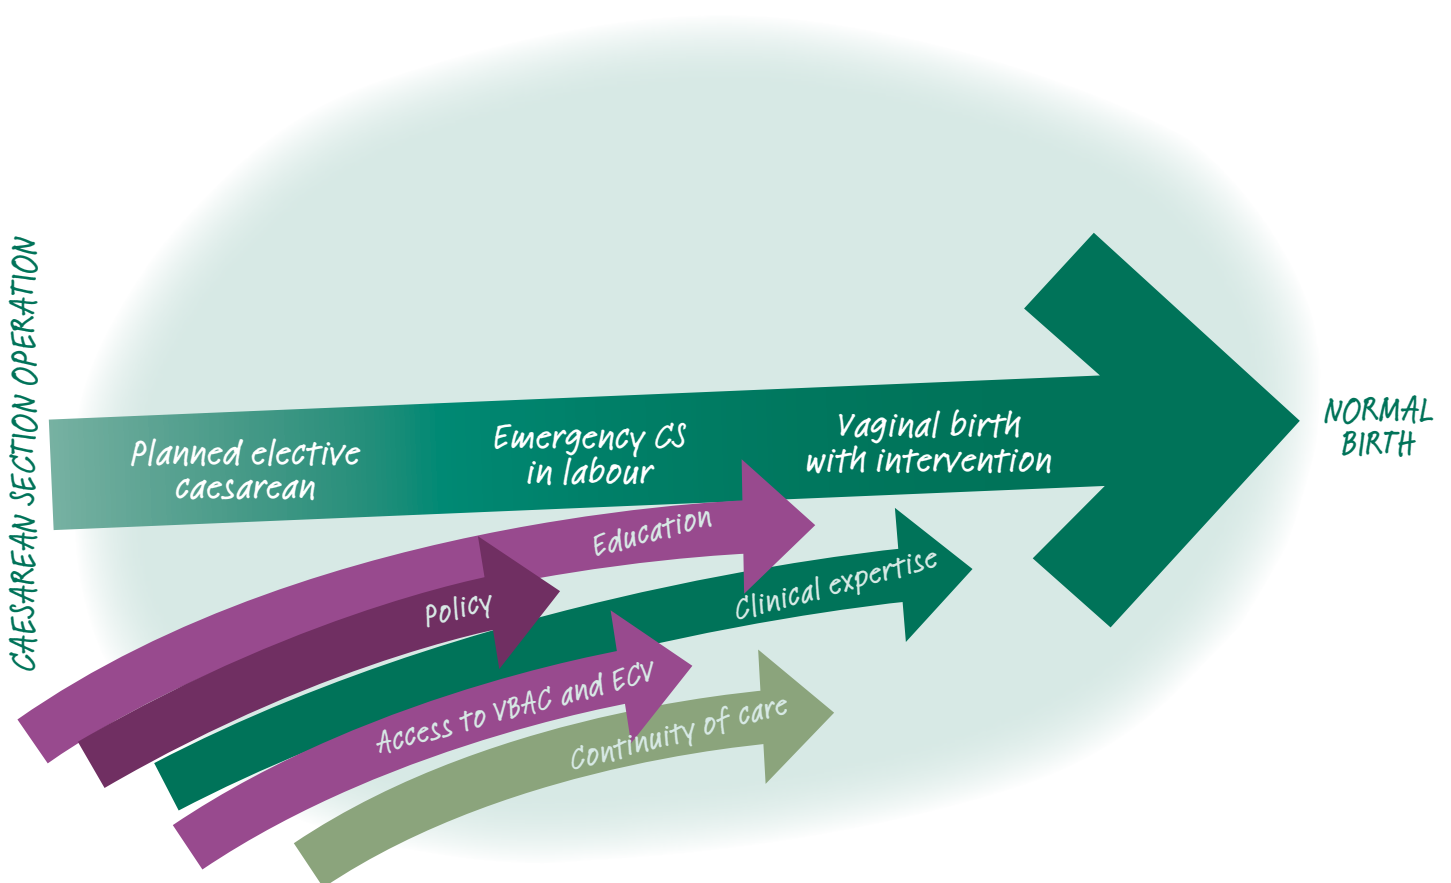 CAESAREAN SECTION OPERATION
Planned elective
caesarean
Emergency CS
in labour
Vaginal birth
with intervention
NORMAL
BIRTH
Education
Policy
Clinical expertise
Access to VBAC and ECV
Continuity of care